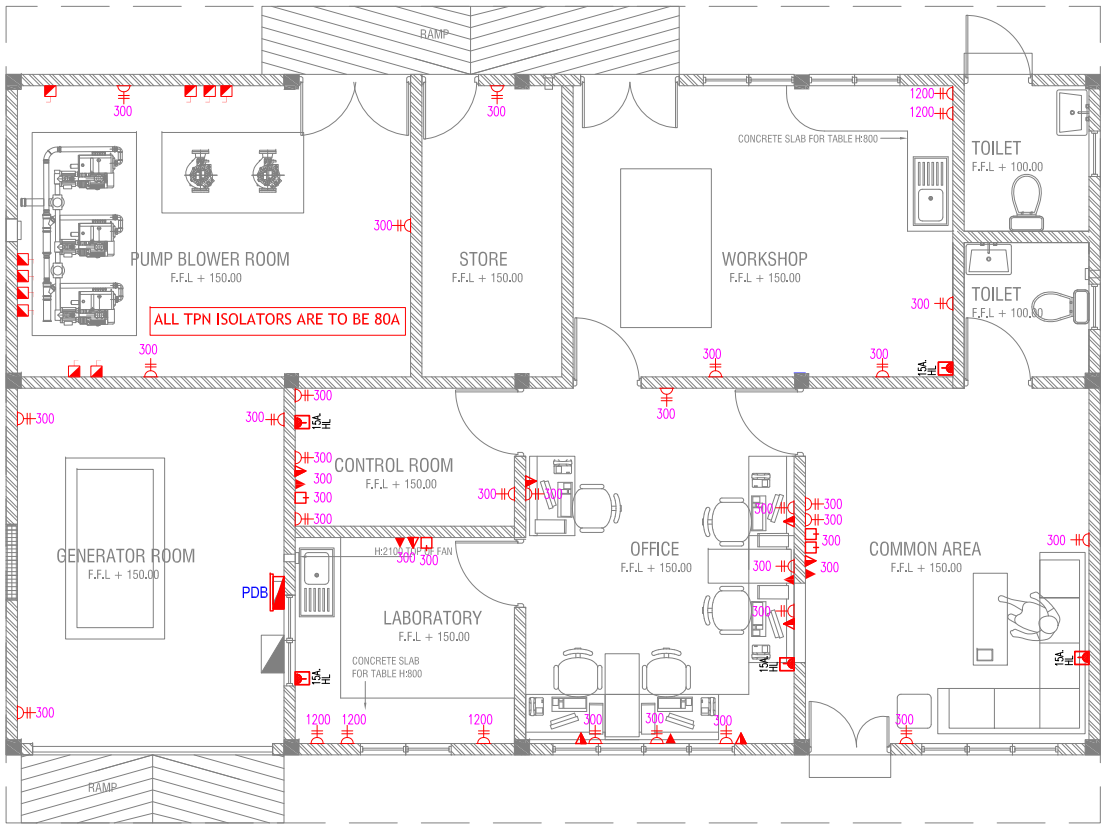 RAMP
300
300
1200
1200
CONCRETE SLAB FOR TABLE H:800
TOILET
F.F.L + 100.00
300
PUMP BLOWER ROOM
F.F.L + 150.00
STORE
F.F.L + 150.00
WORKSHOP
F.F.L + 150.00
TOILET
F.F.L + 100.00
300
ALL TPN ISOLATORS ARE TO BE 80A
300
300
300
15A.
HL
300
300
300
300
15A.
HL
300
300
300
300
CONTROL ROOM
F.F.L + 150.00
300
300
300
300
300
300
300
300
GENERATOR ROOM
F.F.L + 150.00
H:2100 TOP OF FAN
300
300
OFFICE
F.F.L + 150.00
300
COMMON AREA
F.F.L + 150.00
300
PDB
LABORATORY
F.F.L + 150.00
300
CONCRETE SLAB
FOR TABLE H:800
15A.
HL
15A.
HL
15A.
HL
300
1200
1200
1200
300
300
300
300
RAMP